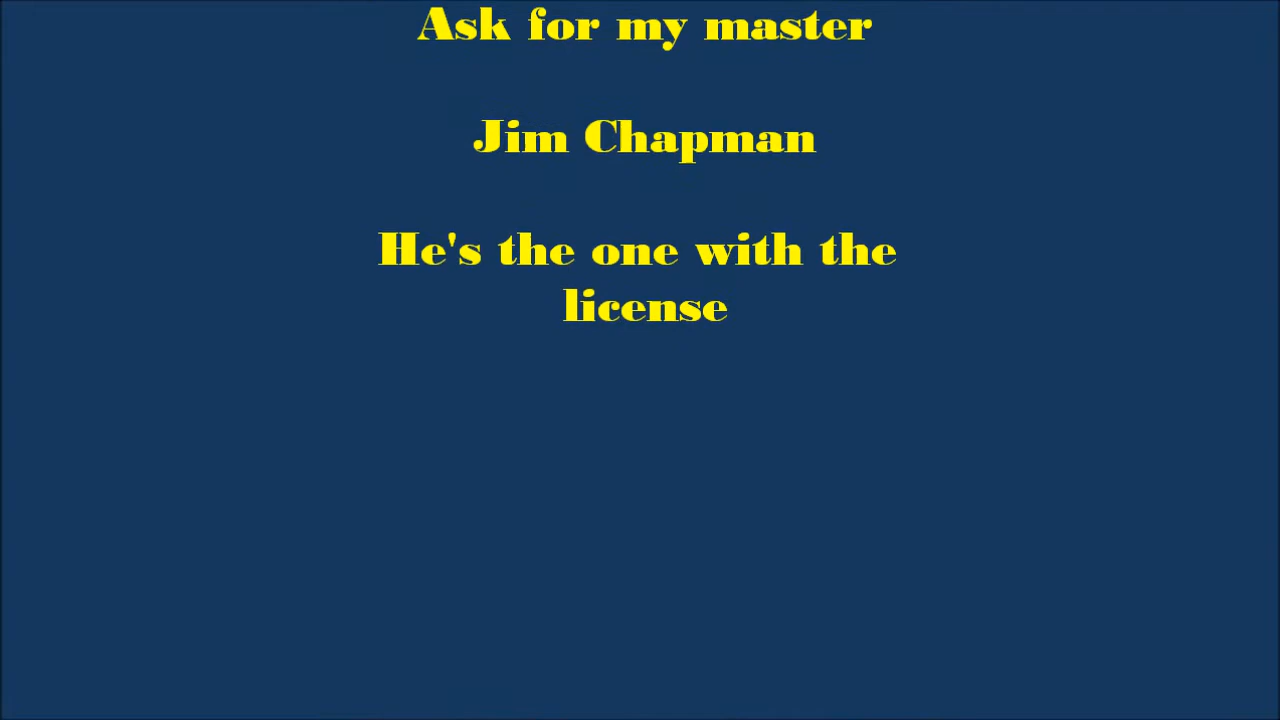 Ask for my master
Jim Chapman
He's the one with the
license